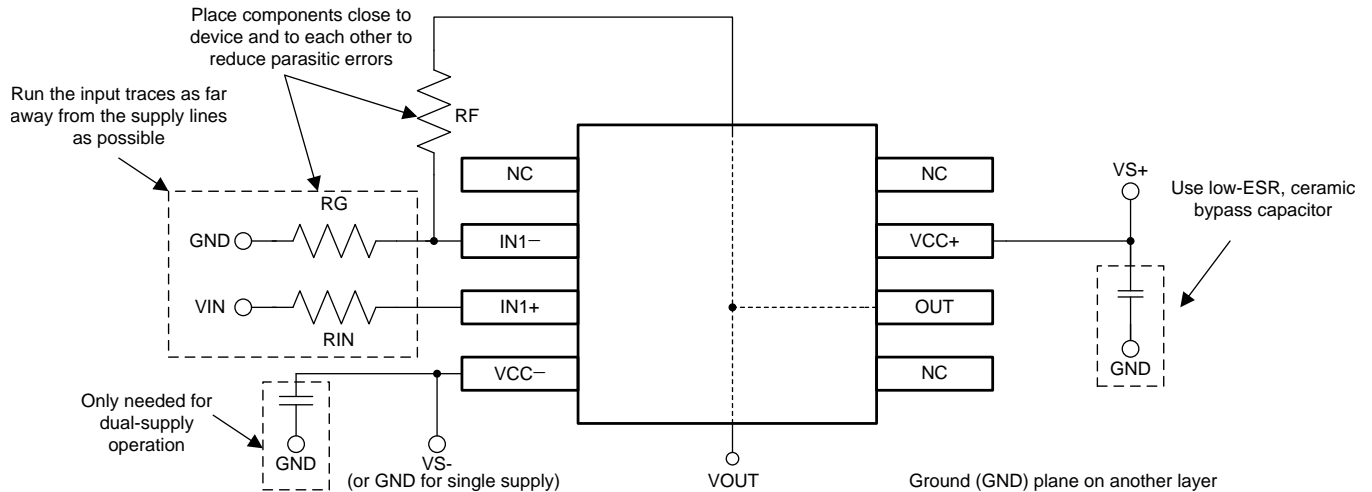 Place components close to
device and to each other to
reduce parasitic errors
Run the input traces as far
away from the supply lines
as possible
RF
NC
NC
VS+
Use low-ESR, ceramic
bypass capacitor
RG
GND
IN1−
VCC+
VIN
IN1+
OUT
RIN
GND
VCC−
NC
Only needed for
dual-supply
operation
GND
VS-
(or GND for single supply)
VOUT
Ground (GND) plane on another layer